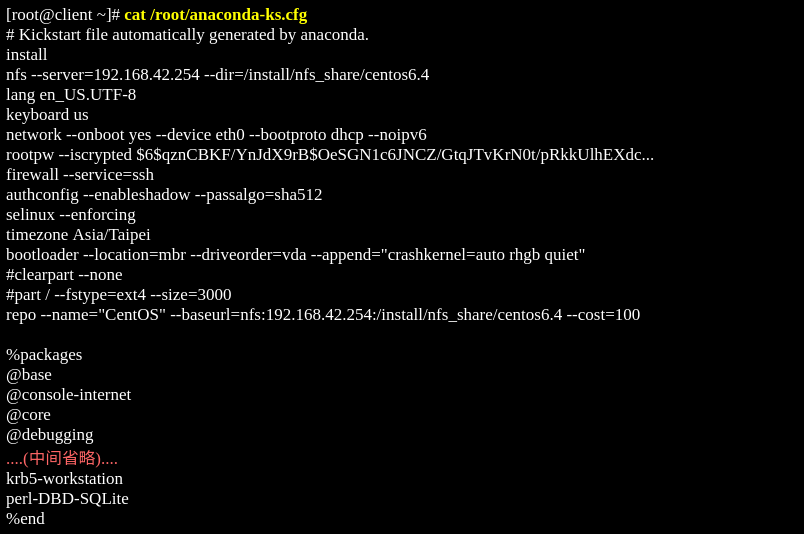 [root@client ~]# cat /root/anaconda-ks.cfg
# Kickstart file automatically generated by anaconda.
install
nfs --server=192.168.42.254 --dir=/install/nfs_share/centos6.4
lang en_US.UTF-8
keyboard us
network --onboot yes --device eth0 --bootproto dhcp --noipv6
rootpw --iscrypted $6$qznCBKF/YnJdX9rB$OeSGN1c6JNCZ/GtqJTvKrN0t/pRkkUlhEXdc...
firewall --service=ssh
authconfig --enableshadow --passalgo=sha512
selinux --enforcing
timezone Asia/Taipei
bootloader --location=mbr --driveorder=vda --append="crashkernel=auto rhgb quiet"
#clearpart --none
#part / --fstype=ext4 --size=3000
repo --name="CentOS" --baseurl=nfs:192.168.42.254:/install/nfs_share/centos6.4 --cost=100
%packages
@base
@console-internet
@core
@debugging
....(中间省略)....
krb5-workstation
perl-DBD-SQLite
%end